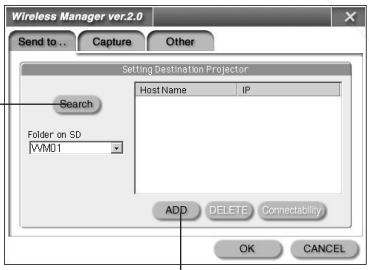 Wireless Manager ver.2.0
Send to ..
Capture
Other
Setting Destination Projector
Search
Host Name
IP
Folder on SD
WM01
ADD
DELETE
Connectability
OK
CANCEL